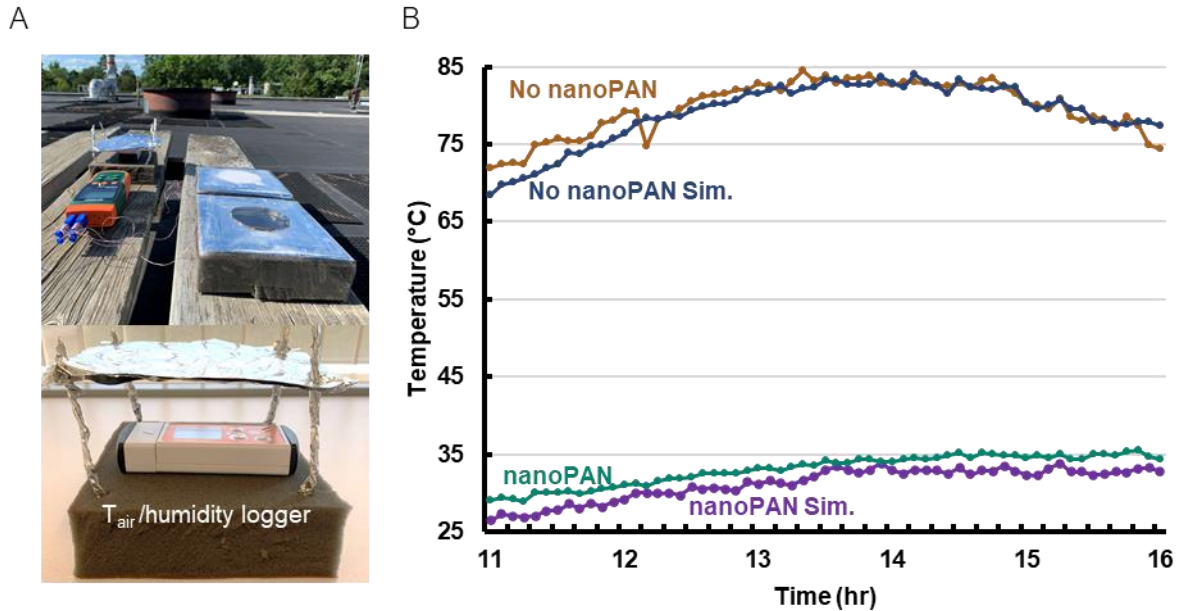 A
B
T_air/humidity logger
Temperature (°C)
85
75
65
55
45
35
25
No nanoPAN
No nanoPAN Sim.
nanoPAN
nanoPAN Sim.
11
12
13
14
15
16
Time (hr)